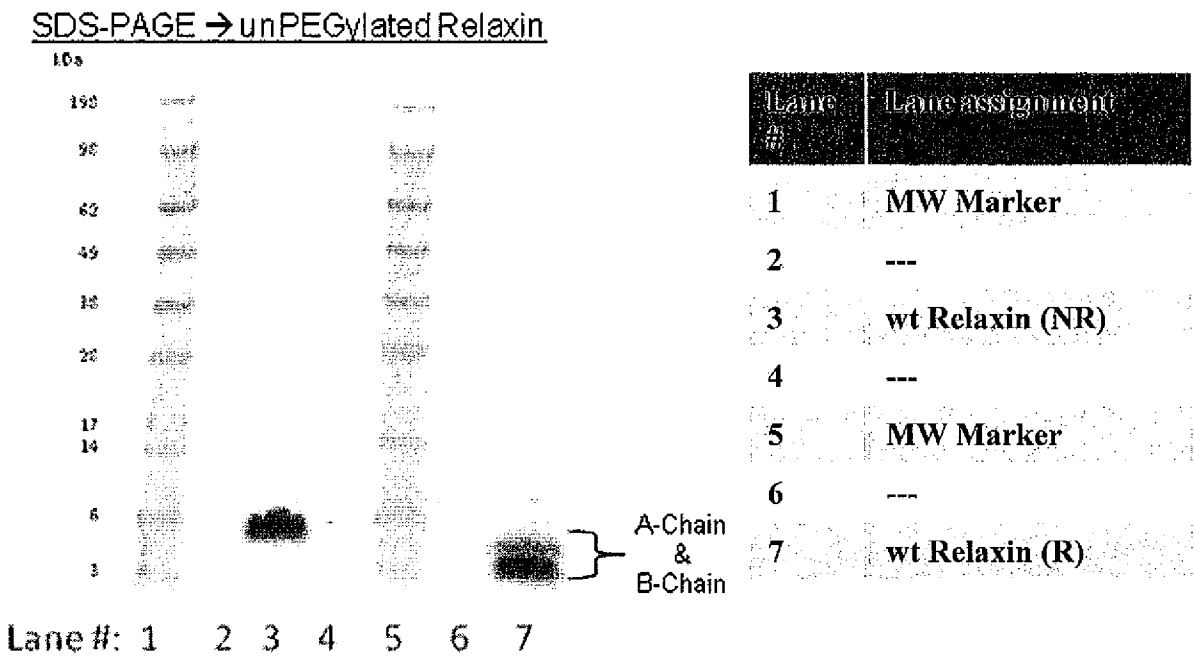 SDS-PAGE → unPEGylated Relaxin
kDa
98
62
49
38
28
17
14
6
3
A-Chain
&
B-Chain
Lane #: 1 2 3 4 5 6 7
Lane # Lane assignment
1 MW Marker
2 ---
3 wt Relaxin (NR)
4 ---
5 MW Marker
6 ---
7 wt Relaxin (R)